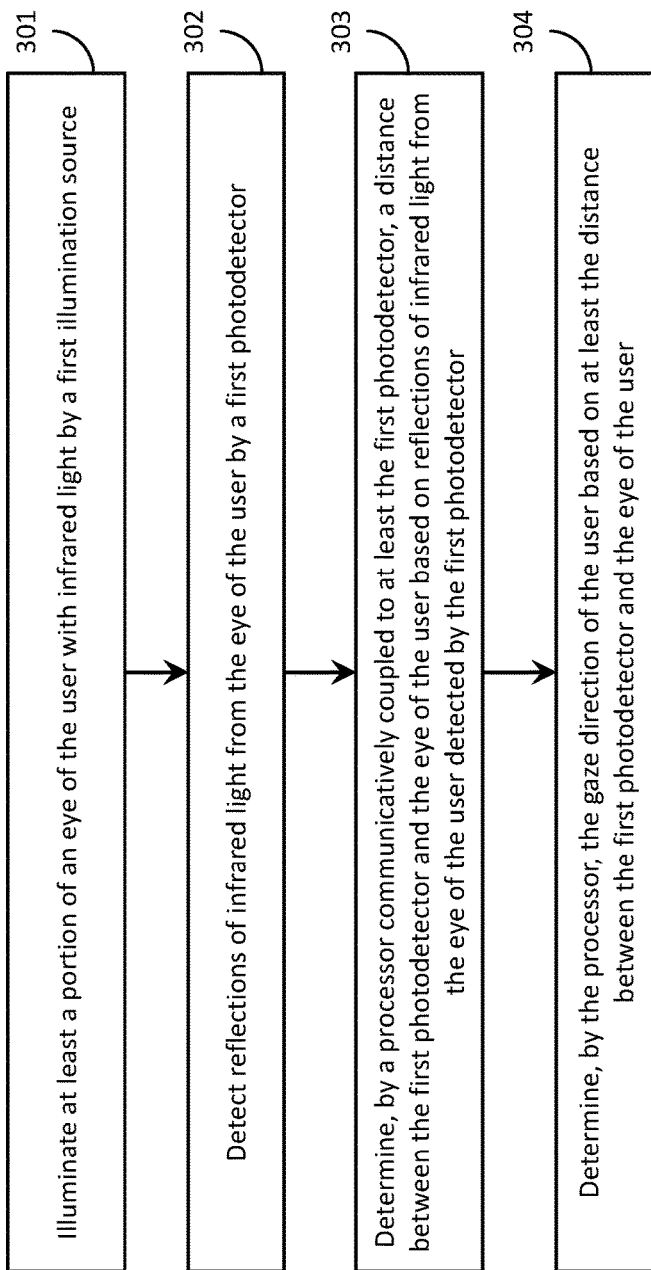 301
Illuminate at least a portion of an eye of the user with infrared light by a first illumination source
302
Detect reflections of infrared light from the eye of the user by a first photodetector
303
Determine, by a processor communicatively coupled to at least the first photodetector, a distance
between the first photodetector and the eye of the user based on reflections of infrared light from
the eye of the user detected by the first photodetector
304
Determine, by the processor, the gaze direction of the user based on at least the distance
between the first photodetector and the eye of the user